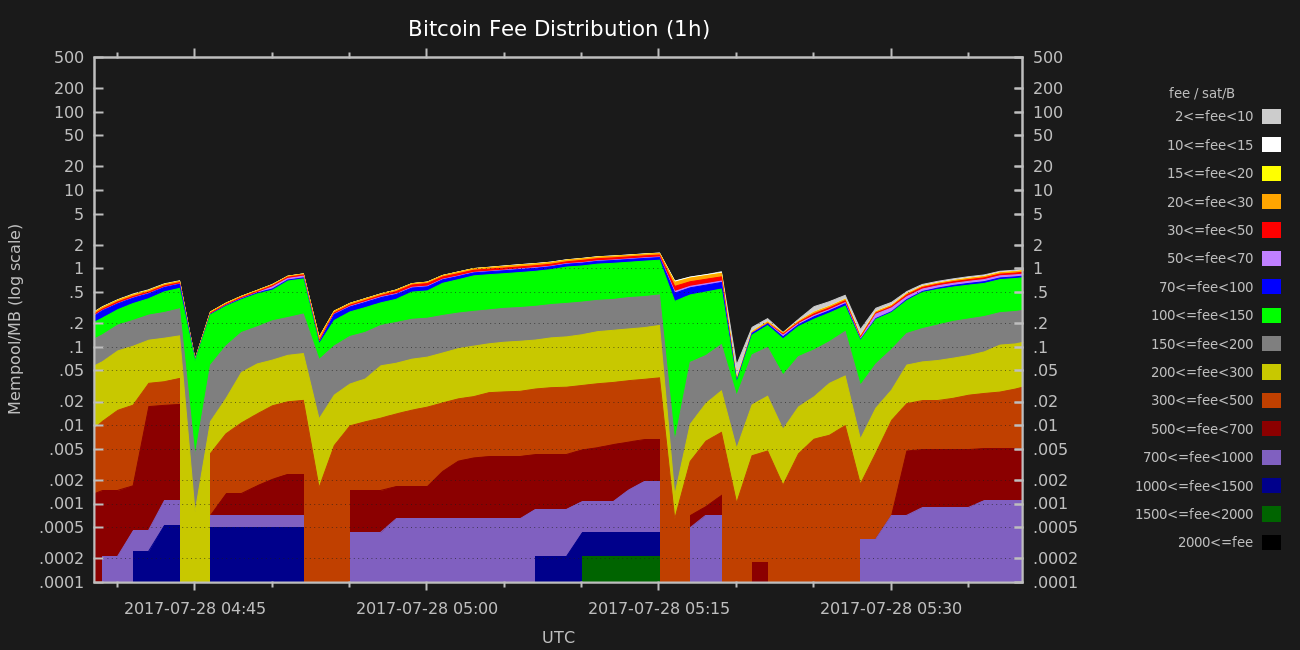 Bitcoin Fee Distribution (1h)
500
200
100
50
20
10
5
2
1
.5
.2
.1
.05
.02
.01
.005
.002
.001
.0005
.0002
.0001
Mempool/MB (log scale)
500
200
100
50
20
10
5
2
1
.5
.2
.1
.05
.02
.01
.005
.002
.001
.0005
.0002
.0001
2017-07-28 04:45
2017-07-28 05:00
2017-07-28 05:15
2017-07-28 05:30
UTC
fee / sat/B
2<=fee<10
10<=fee<15
15<=fee<20
20<=fee<30
30<=fee<50
50<=fee<70
70<=fee<100
100<=fee<150
150<=fee<200
200<=fee<300
300<=fee<500
500<=fee<700
700<=fee<1000
1000<=fee<1500
1500<=fee<2000
2000<=fee